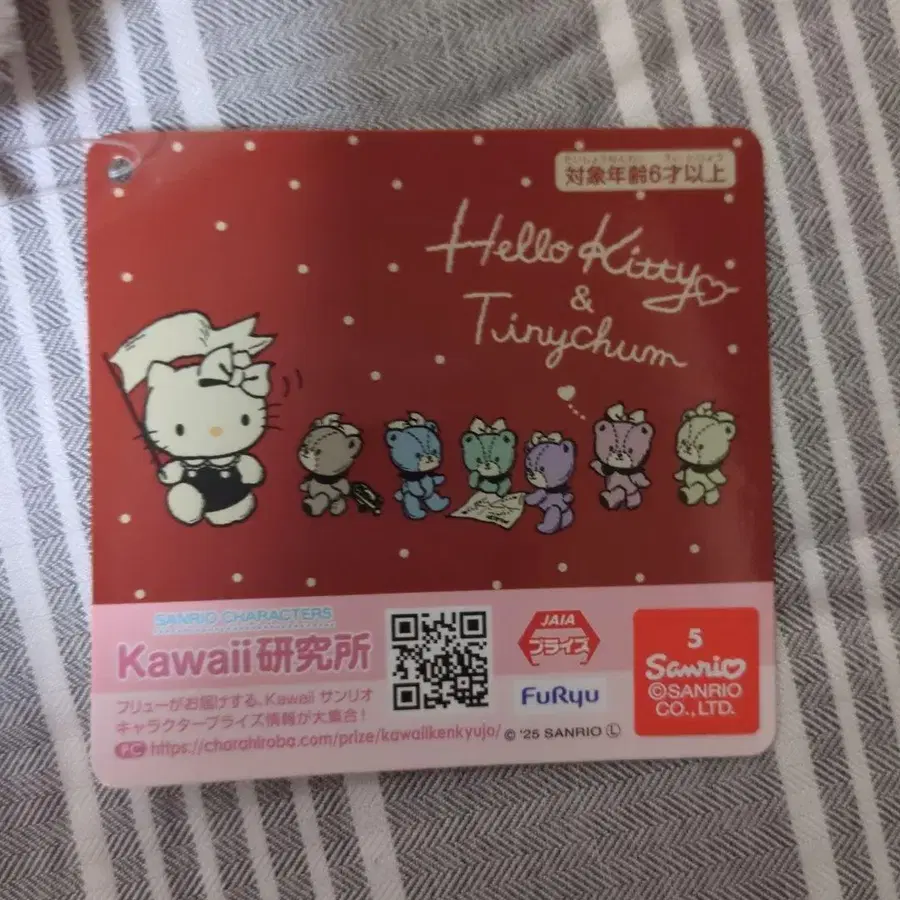 対象年齢6才以上
Hello Kitty
&
Tinychum
SANRIO CHARACTERS
Kawaii研究所
フリューがお届けする、Kawaii サンリオ
キャラクタープライズ情報が大集合！
PC https://charahiroba.com/prize/kawaiikenkyujo/
JAIA
プライズ
FuRyu
© '25 SANRIO Ⓛ
5
Sanrio
©SANRIO
CO., LTD.